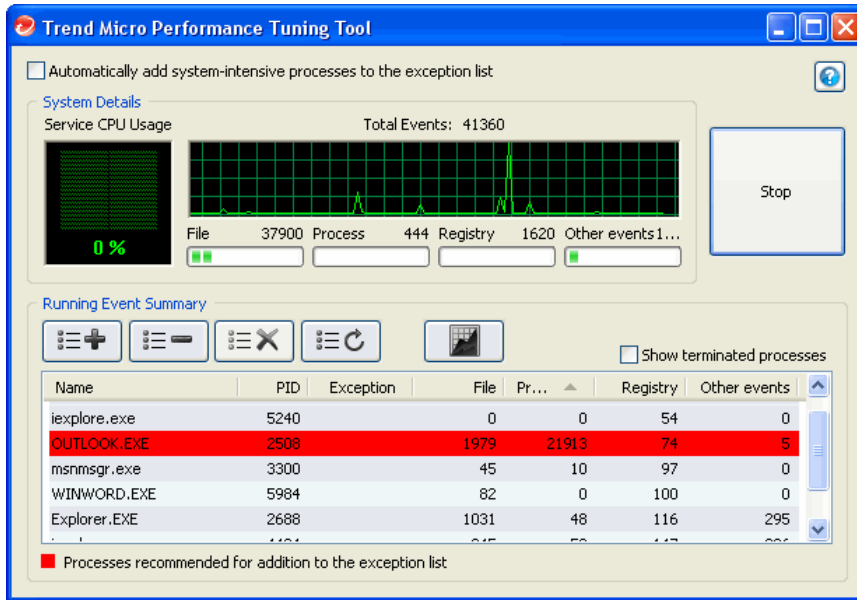 Trend Micro Performance Tuning Tool
Automatically add system-intensive processes to the exception list
System Details
Service CPU Usage
Total Events: 41360
0 %
File 37900 Process 444 Registry 1620 Other events1...
Stop
Running Event Summary
Show terminated processes
Name PID Exception File Pr... Registry Other events
iexplore.exe 5240 0 0 54 0
OUTLOOK.EXE 2508 1979 21913 74 5
msnmsgr.exe 3300 45 10 97 0
WINWORD.EXE 5984 82 0 100 0
Explorer.EXE 2688 1031 48 116 295
Processes recommended for addition to the exception list